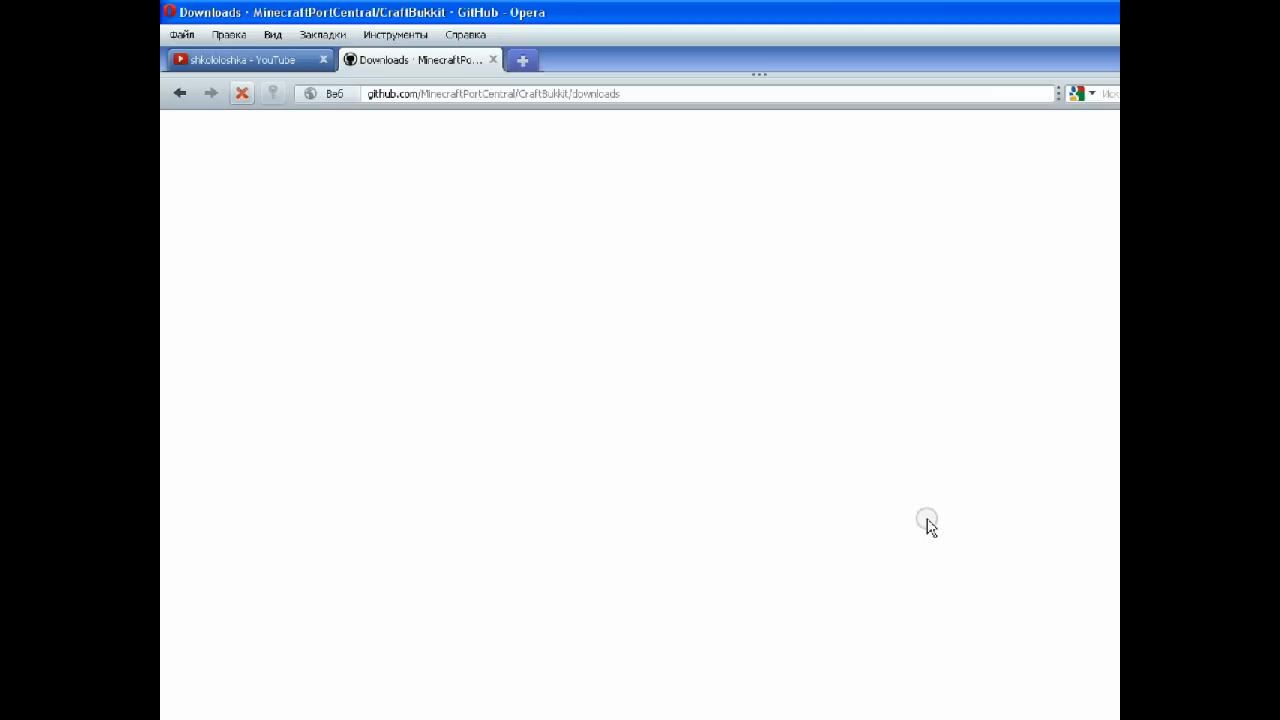 Downloads · MinecraftPortCentral/CraftBukkit · GitHub - Opera
Файл Правка Вид Закладки Инструменты Справка
shkololoshka - YouTube Downloads · MinecraftPo...
Веб github.com/MinecraftPortCentral/CraftBukkit/downloads Иск